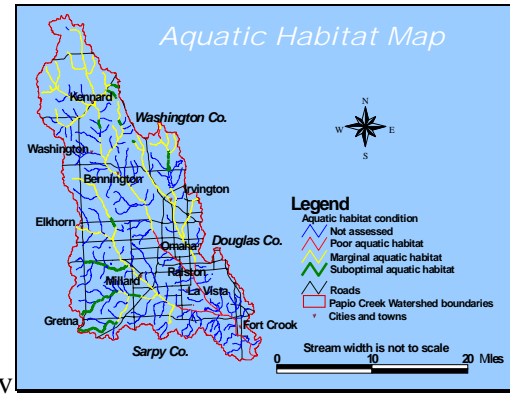 Aquatic Habitat Map
Kennard
Washington Co.
Washington
Bennington
Irvington
Elkhorn
Douglas Co.
Omaha
Ralston
Millard
La Vista
Gretna
Fort Crook
Sarpy Co.
N
W E
S
Legend
Aquatic habitat condition
Not assessed
Poor aquatic habitat
Marginal aquatic habitat
Suboptimal aquatic habitat
Roads
Papio Creek Watershed boundaries
Cities and towns
Stream width is not to scale
0 10 20 Miles
v